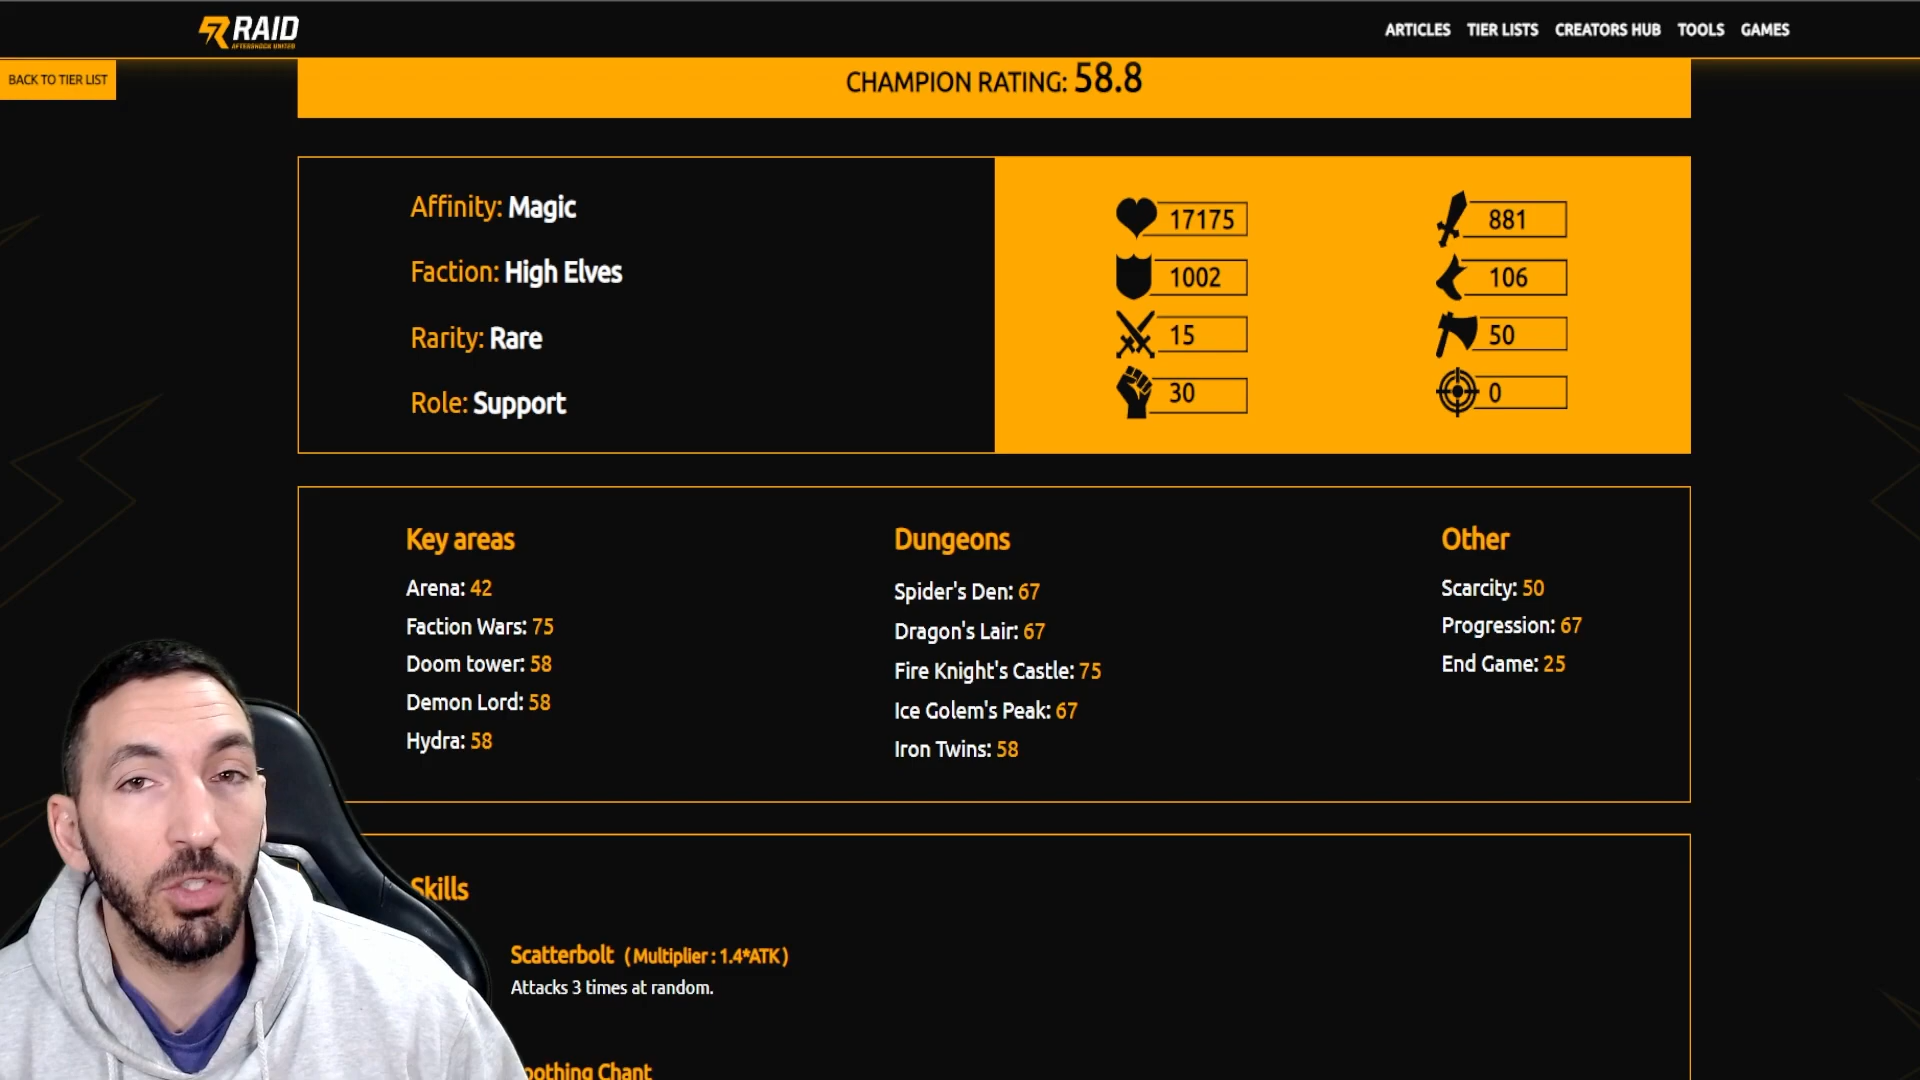 RAID
AFTERSHOCK UNITED
ARTICLES TIER LISTS CREATORS HUB TOOLS GAMES
BACK TO TIER LIST
CHAMPION RATING: 58.8
Affinity: Magic
Faction: High Elves
Rarity: Rare
Role: Support
17175 881
1002 106
15 50
30 0
Key areas
Arena: 42
Faction Wars: 75
Doom tower: 58
Demon Lord: 58
Hydra: 58
Dungeons
Spider's Den: 67
Dragon's Lair: 67
Fire Knight's Castle: 75
Ice Golem's Peak: 67
Iron Twins: 58
Other
Scarcity: 50
Progression: 67
End Game: 25
Skills
Scatterbolt ( Multiplier : 1.4*ATK )
Attacks 3 times at random.
oothing Chant